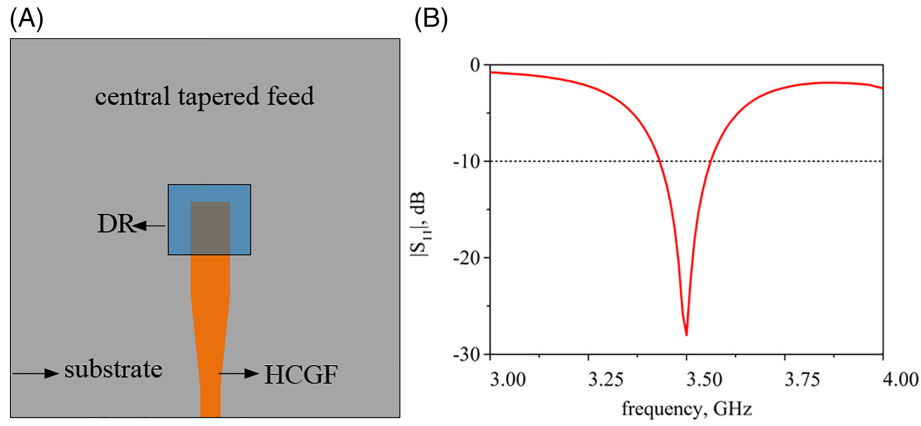 (A)
central tapered feed
DR
substrate
HCGF
(B)
|S11|, dB
0
-10
-20
-30
3.00 3.25 3.50 3.75 4.00
frequency, GHz